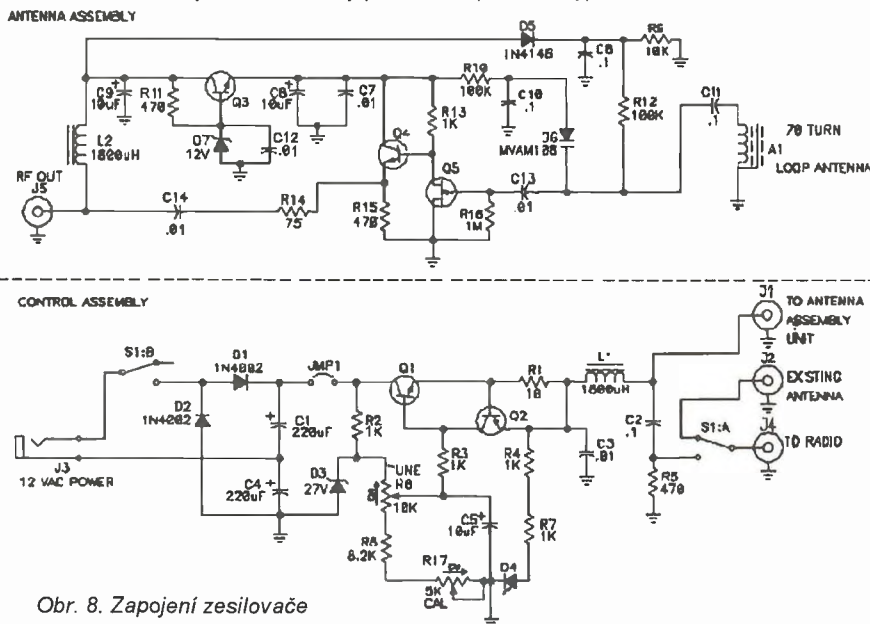 ANTENNA ASSEMBLY
D5
1N4148
C8
.1
R9
10K
C9
10uF
R11
470
Q3
C6
10uF
C7
.01
R10
100K
C10
.1
R13
1K
D6
MVAM108
R12
100K
C11
.1
70 TURN
A1
LOOP ANTENNA
L2
1800uH
D7
12V
C12
.01
Q4
Q5
C13
.01
RF OUT
J5
C14
.01
R14
75
R15
470
R16
1M
CONTROL ASSEMBLY
J1
TO ANTENNA
ASSEMBLY
UNIT
S1:B
D1
1N4002
JMP1
Q1
R1
10
L1
1800uH
J2
EXISTING
ANTENNA
D2
1N4002
C1
220uF
R2
1K
Q2
C2
.1
S1:A
J4
TO RADIO
R3
1K
R4
1K
C3
.01
J3
12 VAC POWER
C4
220uF
D3
27V
R6
10K
C5
10uF
R7
1K
R5
470
R8
8.2K
R17
5K
CAL
D4
Obr. 8. Zapojení zesilovače